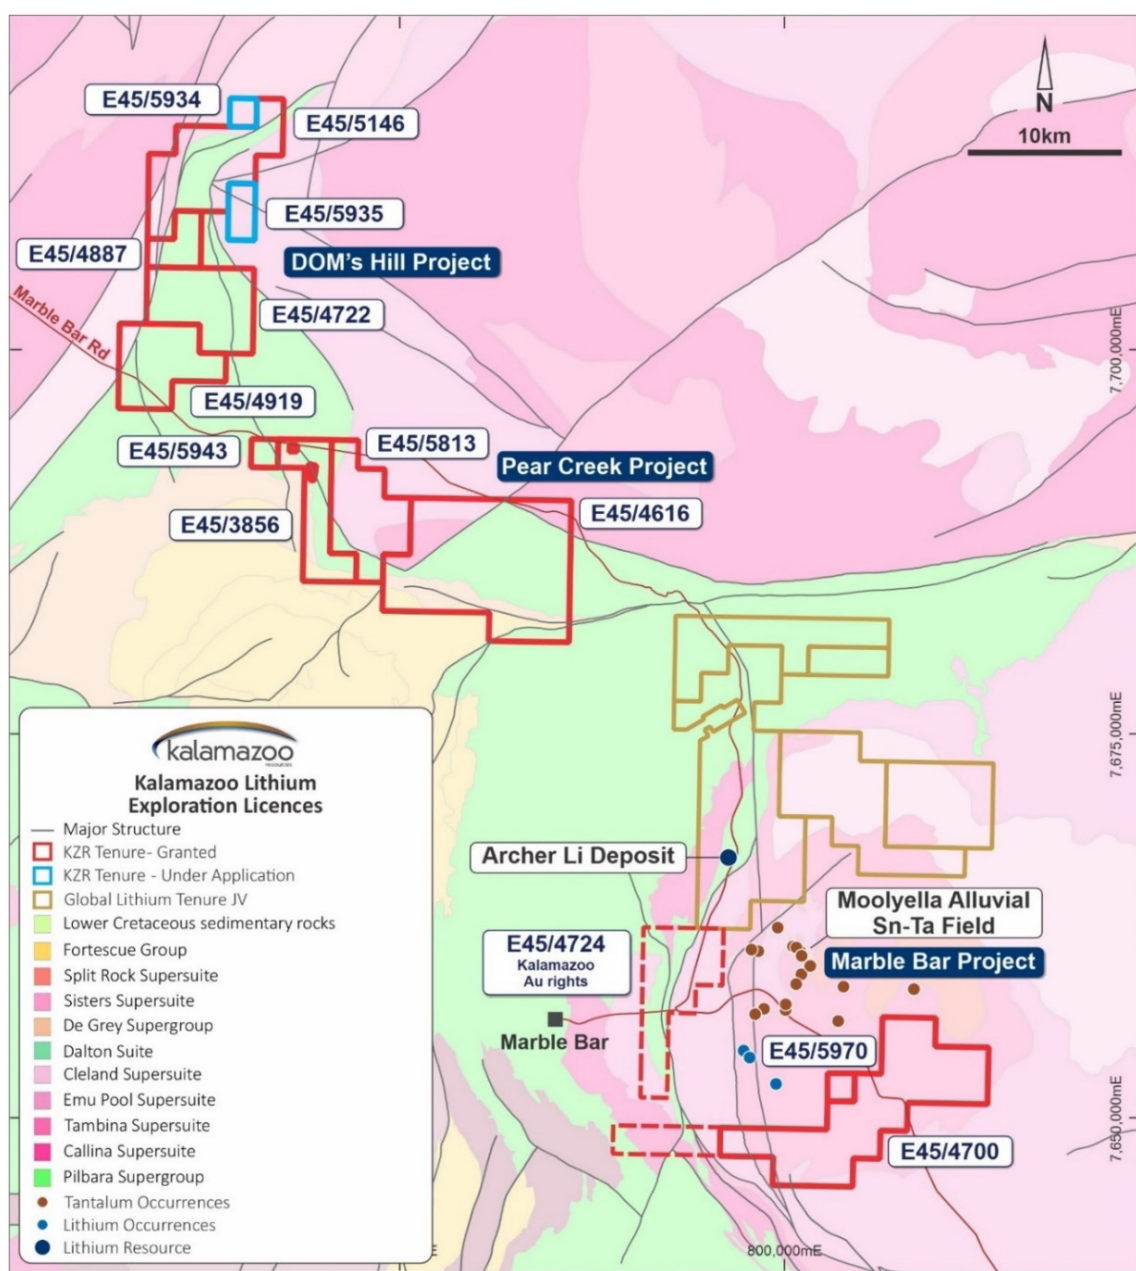 E45/5934
E45/5146
N
10km
E45/5935
E45/4887
DOM's Hill Project
Marble Bar Rd
E45/4722
7,700,000mE
E45/4919
E45/5943
E45/5813
Pear Creek Project
E45/3856
E45/4616
7,675,000mE
kalamazoo
RESOURCES
Kalamazoo Lithium
Exploration Licences
Major Structure
KZR Tenure- Granted
KZR Tenure - Under Application
Global Lithium Tenure JV
Lower Cretaceous sedimentary rocks
Fortescue Group
Split Rock Supersuite
Sisters Supersuite
De Grey Supergroup
Dalton Suite
Cleland Supersuite
Emu Pool Supersuite
Tambina Supersuite
Callina Supersuite
Pilbara Supergroup
Tantalum Occurrences
Lithium Occurrences
Lithium Resource
Archer Li Deposit
Moolyella Alluvial
Sn-Ta Field
E45/4724
Kalamazoo
Au rights
Marble Bar Project
Marble Bar
E45/5970
E45/4700
7,650,000mE
E
800,000mE